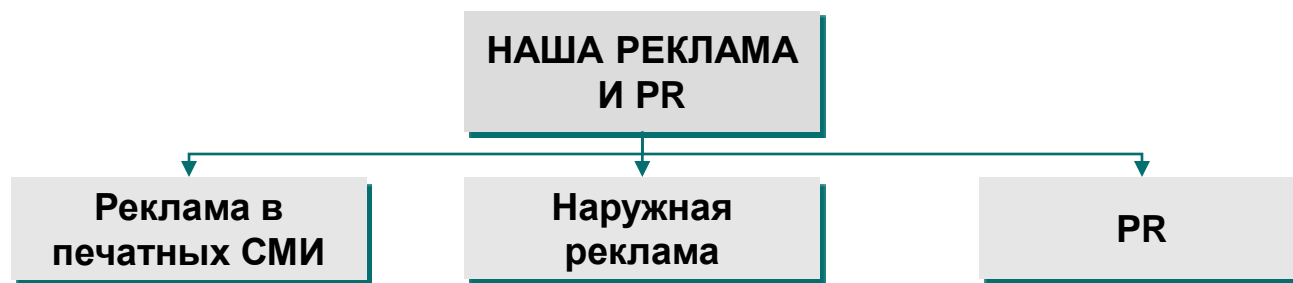 НАША РЕКЛАМА
И PR
Реклама в
печатных СМИ
Наружная
реклама
PR